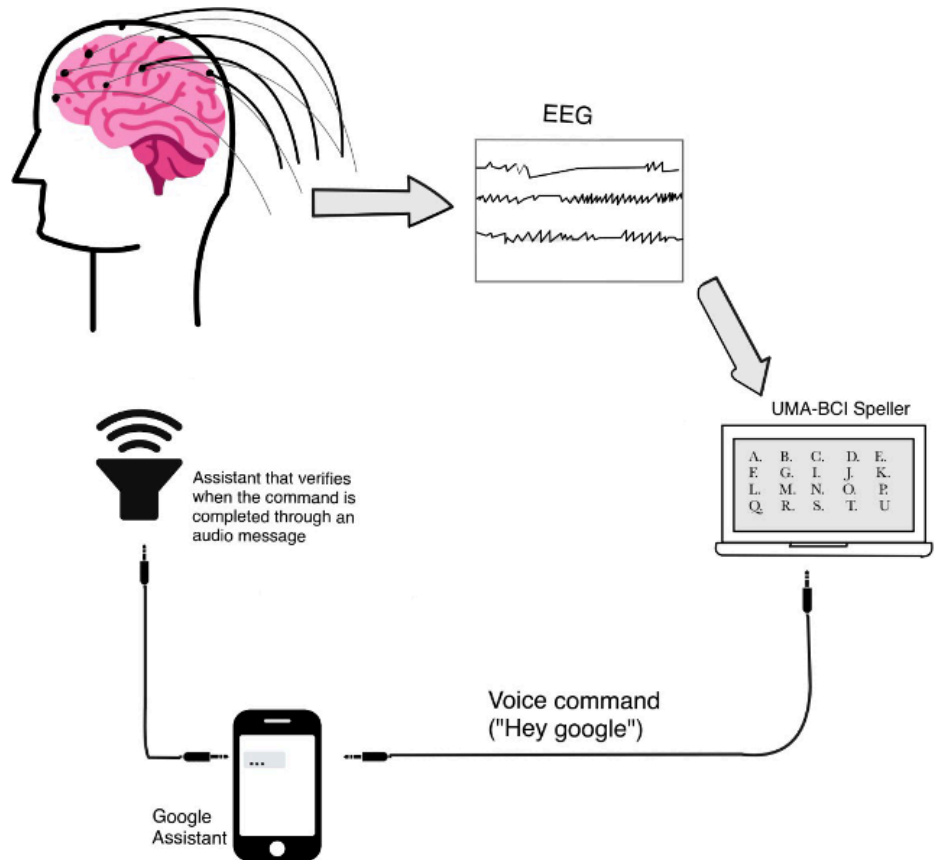 EEG
UMA-BCI Speller
A. B. C. D. E.
F. G. I. J. K.
L. M. N. O. P.
Q. R. S. T. U
Assistant that verifies
when the command is
completed through an
audio message
Voice command
("Hey google")
Google
Assistant